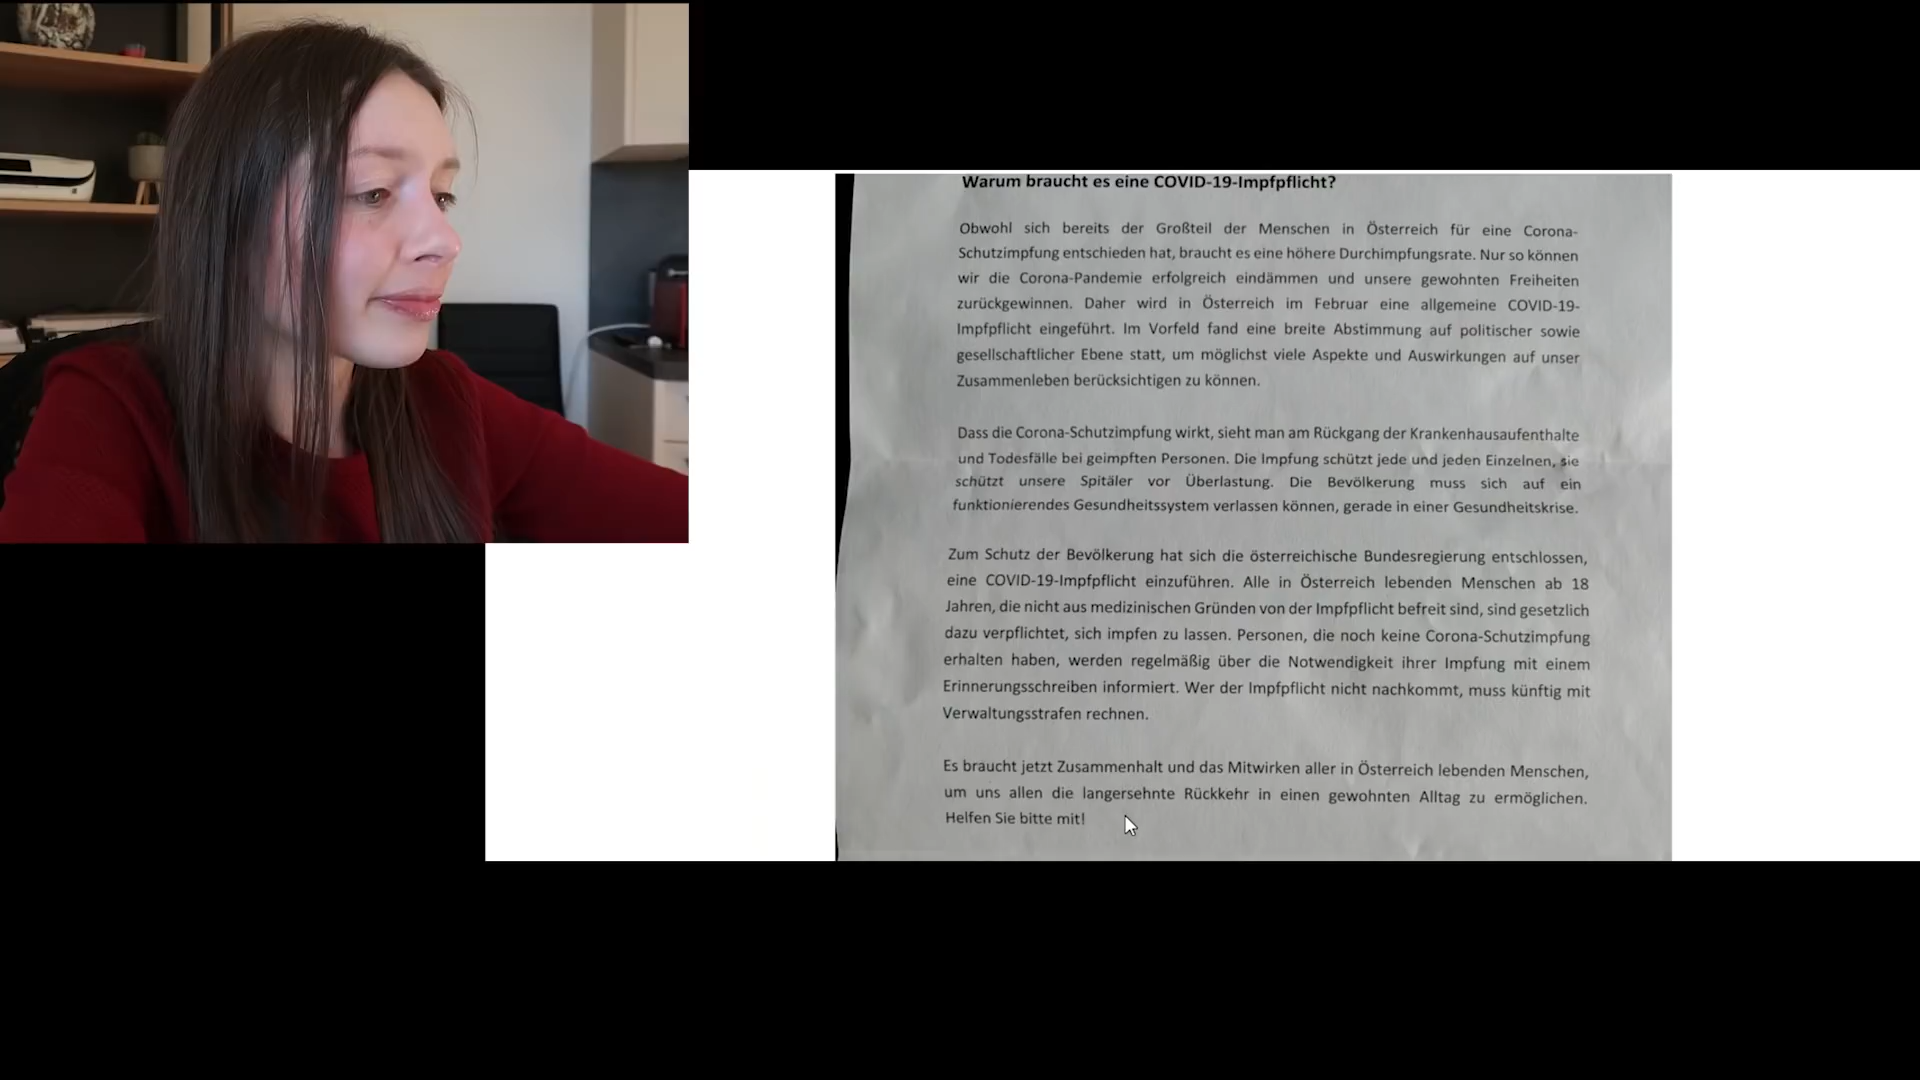 Warum braucht es eine COVID-19-Impfpflicht?
Obwohl sich bereits der Großteil der Menschen in Österreich für eine Corona-
Schutzimpfung entschieden hat, braucht es eine höhere Durchimpfungsrate. Nur so können
wir die Corona-Pandemie erfolgreich eindämmen und unsere gewohnten Freiheiten
zurückgewinnen. Daher wird in Österreich im Februar eine allgemeine COVID-19-
Impfpflicht eingeführt. Im Vorfeld fand eine breite Abstimmung auf politischer sowie
gesellschaftlicher Ebene statt, um möglichst viele Aspekte und Auswirkungen auf unser
Zusammenleben berücksichtigen zu können.
Dass die Corona-Schutzimpfung wirkt, sieht man am Rückgang der Krankenhausaufenthalte
und Todesfälle bei geimpften Personen. Die Impfung schützt jede und jeden Einzelnen, sie
schützt unsere Spitäler vor Überlastung. Die Bevölkerung muss sich auf ein
funktionierendes Gesundheitssystem verlassen können, gerade in einer Gesundheitskrise.
Zum Schutz der Bevölkerung hat sich die österreichische Bundesregierung entschlossen,
eine COVID-19-Impfpflicht einzuführen. Alle in Österreich lebenden Menschen ab 18
Jahren, die nicht aus medizinischen Gründen von der Impfpflicht befreit sind, sind gesetzlich
dazu verpflichtet, sich impfen zu lassen. Personen, die noch keine Corona-Schutzimpfung
erhalten haben, werden regelmäßig über die Notwendigkeit ihrer Impfung mit einem
Erinnerungsschreiben informiert. Wer der Impfpflicht nicht nachkommt, muss künftig mit
Verwaltungsstrafen rechnen.
Es braucht jetzt Zusammenhalt und das Mitwirken aller in Österreich lebenden Menschen,
um uns allen die langersehnte Rückkehr in einen gewohnten Alltag zu ermöglichen.
Helfen Sie bitte mit!